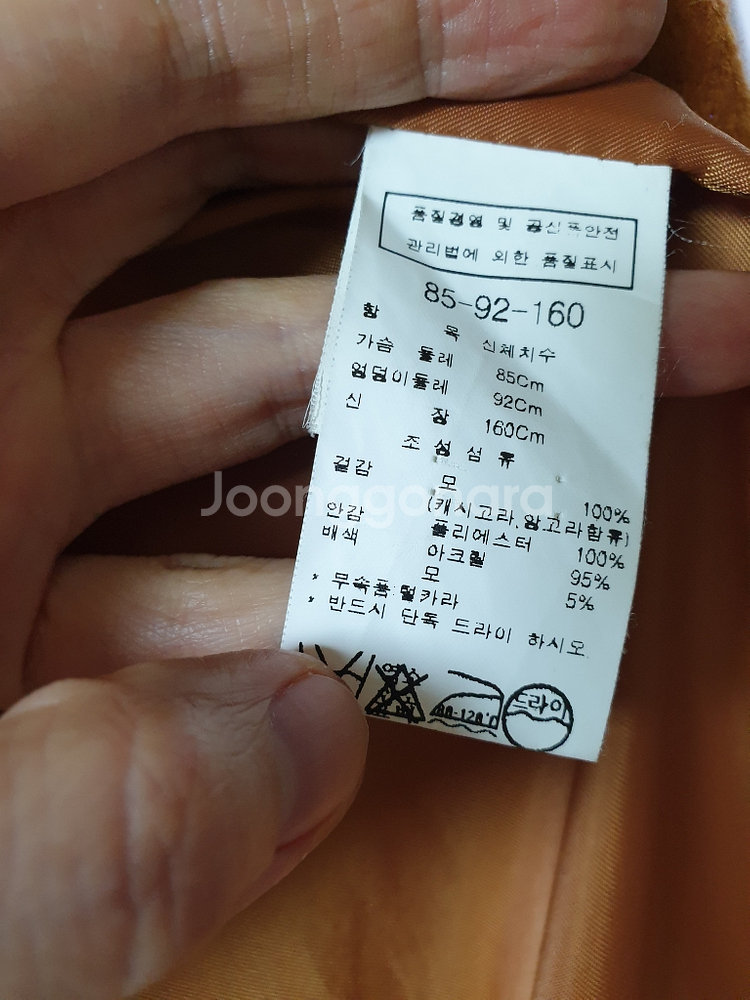 품질경영 및 공산품안전
관리법에 의한 품질표시
85-92-160
항 목 신체치수
가슴 둘레 85Cm
엉덩이둘레 92Cm
신 장 160Cm
조 성 섬 유
겉감 모 100%
(캐시고라,앙고라함류)
안감 폴리에스터 100%
배색 아크릴 95%
모 5%
* 무속품:털카라
* 반드시 단독 드라이 하시오
80-120℃
드라이
Joonggonara